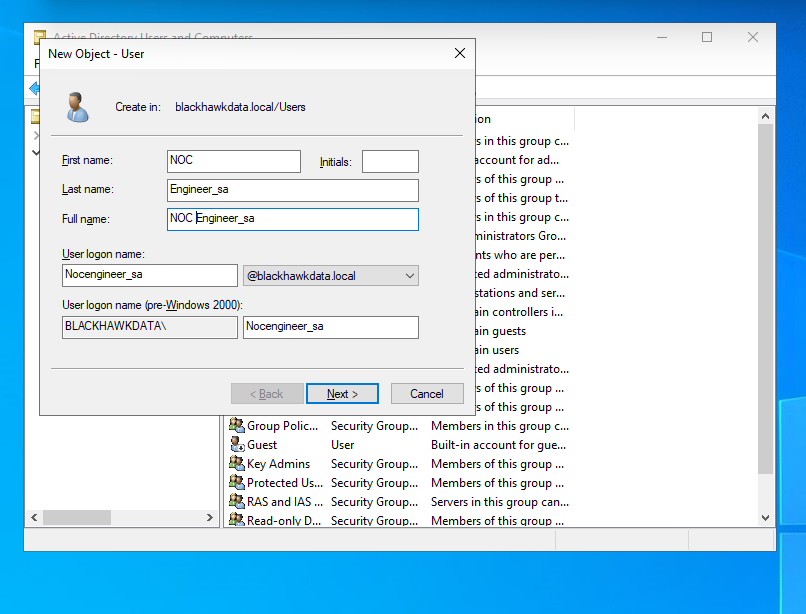 Active Directory Users and Computers
New Object - User
Create in: blackhawkdata.local/Users
First name: NOC Initials:
Last name: Engineer_sa
Full name: NOC Engineer_sa
User logon name:
Nocengineer_sa @blackhawkdata.local
User logon name (pre-Windows 2000):
BLACKHAWKDATA\ Nocengineer_sa
< Back Next > Cancel
ion
s in this group c...
account for ad...
of this group ...
s of this group t...
s in this group c...
ministrators Gro...
nts who are per...
ted administrato...
stations and ser...
ain controllers i...
ain guests
ain users
ted administrato...
of this group ...
of this group ...
Group Polic... Security Group... Members in this group c...
Guest User Built-in account for gue...
Key Admins Security Group... Members of this group ...
Protected Us... Security Group... Members of this group ...
RAS and IAS ... Security Group... Servers in this group can...
Read-only D... Security Group... Members of this group ...